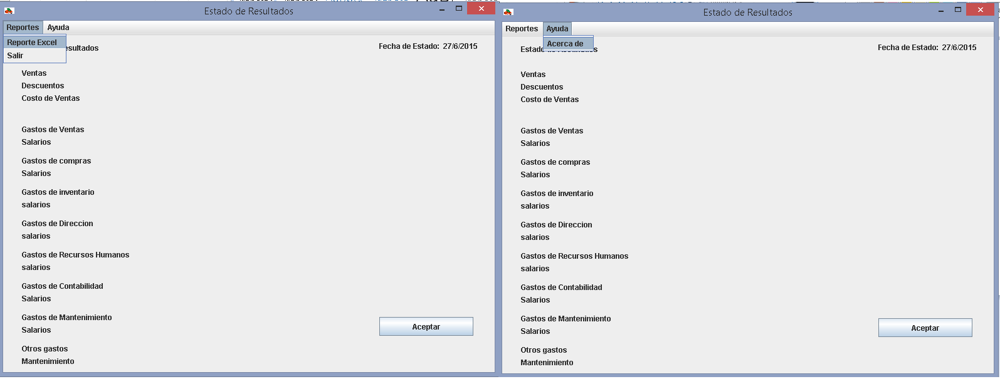 Estado de Resultados
Reportes Ayuda
Reporte Excel
Salir
Fecha de Estado: 27/6/2015
Ventas
Descuentos
Costo de Ventas
Gastos de Ventas
Salarios
Gastos de compras
Salarios
Gastos de inventario
salarios
Gastos de Direccion
salarios
Gastos de Recursos Humanos
salarios
Gastos de Contabilidad
Salarios
Gastos de Mantenimiento
Salarios
Aceptar
Otros gastos
Mantenimiento
Estado de Resultados
Reportes Ayuda
Acerca de
Fecha de Estado: 27/6/2015
Ventas
Descuentos
Costo de Ventas
Gastos de Ventas
Salarios
Gastos de compras
Salarios
Gastos de inventario
salarios
Gastos de Direccion
salarios
Gastos de Recursos Humanos
salarios
Gastos de Contabilidad
Salarios
Gastos de Mantenimiento
Salarios
Aceptar
Otros gastos
Mantenimiento